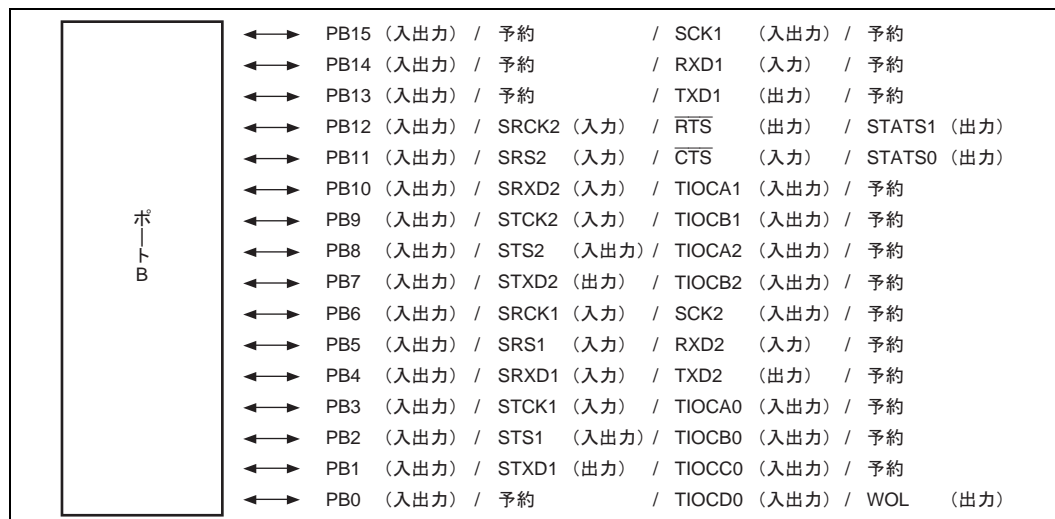 ポートB
PB15 (入出力) / 予約 / SCK1 (入出力) / 予約
PB14 (入出力) / 予約 / RXD1 (入力) / 予約
PB13 (入出力) / 予約 / TXD1 (出力) / 予約
PB12 (入出力) / SRCK2 (入力) / R̅T̅S̅ (出力) / STATS1 (出力)
PB11 (入出力) / SRS2 (入力) / C̅T̅S̅ (入力) / STATS0 (出力)
PB10 (入出力) / SRXD2 (入力) / TIOCA1 (入出力) / 予約
PB9 (入出力) / STCK2 (入力) / TIOCB1 (入出力) / 予約
PB8 (入出力) / STS2 (入出力) / TIOCA2 (入出力) / 予約
PB7 (入出力) / STXD2 (出力) / TIOCB2 (入出力) / 予約
PB6 (入出力) / SRCK1 (入力) / SCK2 (入出力) / 予約
PB5 (入出力) / SRS1 (入力) / RXD2 (入力) / 予約
PB4 (入出力) / SRXD1 (入力) / TXD2 (出力) / 予約
PB3 (入出力) / STCK1 (入力) / TIOCA0 (入出力) / 予約
PB2 (入出力) / STS1 (入出力) / TIOCB0 (入出力) / 予約
PB1 (入出力) / STXD1 (出力) / TIOCC0 (入出力) / 予約
PB0 (入出力) / 予約 / TIOCD0 (入出力) / WOL (出力)